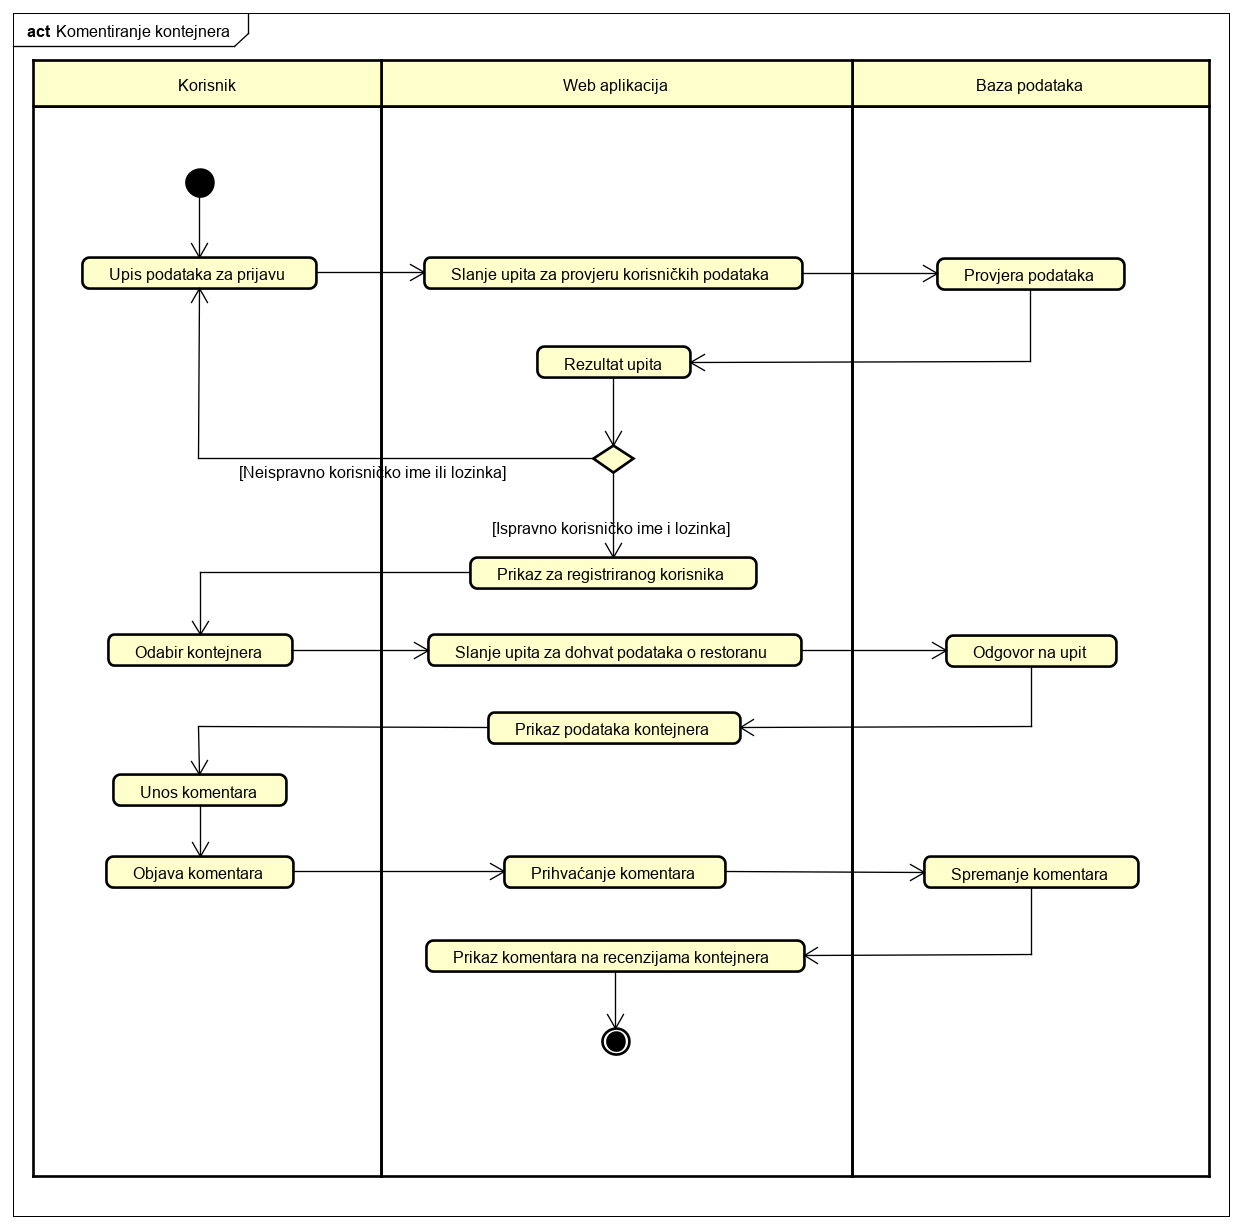 act Komentiranje kontejnera
Korisnik
Web aplikacija
Baza podataka
Upis podataka za prijavu
Slanje upita za provjeru korisničkih podataka
Provjera podataka
Rezultat upita
[Neispravno korisničko ime ili lozinka]
[Ispravno korisničko ime i lozinka]
Prikaz za registriranog korisnika
Odabir kontejnera
Slanje upita za dohvat podataka o restoranu
Odgovor na upit
Prikaz podataka kontejnera
Unos komentara
Objava komentara
Prihvaćanje komentara
Spremanje komentara
Prikaz komentara na recenzijama kontejnera